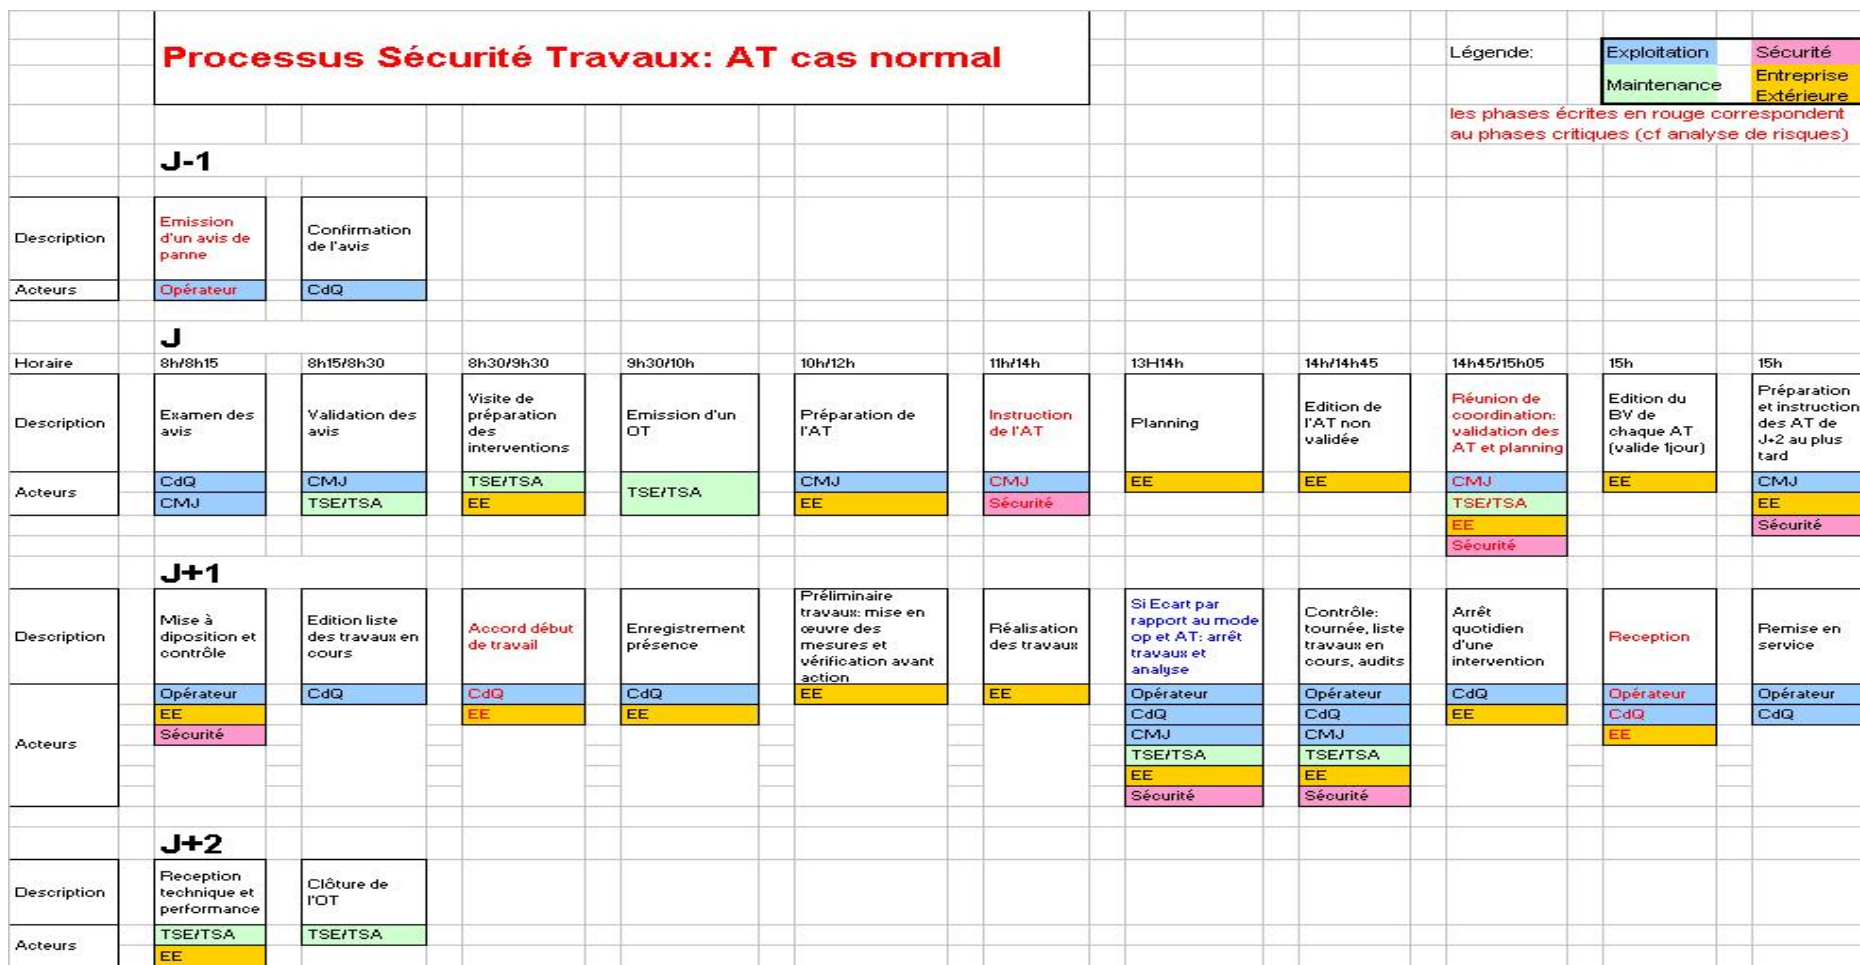 Processus Sécurité Travaux: AT cas normal
Légende:
Exploitation
Sécurité
Maintenance
Entreprise
Extérieure
les phases écrites en rouge correspondent
au phases critiques (cf analyse de risques)
J-1
Description
Emission
d'un avis de
panne
Confirmation
de l'avis
Acteurs
Opérateur
CdQ
J
Horaire
8h/8h15
8h15/8h30
8h30/9h30
9h30/10h
10h/12h
11h/14h
13H14h
14h/14h45
14h45/15h05
15h
15h
Description
Examen des
avis
Validation des
avis
Visite de
préparation
des
interventions
Emission d'un
OT
Préparation de
l'AT
Instruction
de l'AT
Planning
Edition de
l'AT non
validée
Réunion de
coordination:
validation des
AT et planning
Edition du
BV de
chaque AT
(valide 1jour)
Préparation
et instruction
des AT de
J+2 au plus
tard
Acteurs
CdQ
CMJ
CMJ
TSE/TSA
TSE/TSA
EE
TSE/TSA
CMJ
EE
CMJ
Sécurité
EE
EE
CMJ
TSE/TSA
EE
Sécurité
EE
CMJ
EE
Sécurité
J+1
Description
Mise à
diposition et
contrôle
Edition liste
des travaux en
cours
Accord début
de travail
Enregistrement
présence
Préliminaire
travaux: mise en
œuvre des
mesures et
vérification avant
action
Réalisation
des travaux
Si Ecart par
rapport au mode
op et AT: arrêt
travaux et
analyse
Contrôle:
tournée, liste
travaux en
cours, audits
Arrêt
quotidien
d'une
intervention
Reception
Remise en
service
Acteurs
Opérateur
EE
Sécurité
CdQ
CdQ
EE
CdQ
EE
EE
EE
Opérateur
CdQ
CMJ
TSE/TSA
EE
Sécurité
Opérateur
CdQ
CMJ
TSE/TSA
EE
Sécurité
CdQ
EE
Opérateur
CdQ
EE
Opérateur
CdQ
J+2
Description
Reception
technique et
performance
Clôture de
l'OT
Acteurs
TSE/TSA
EE
TSE/TSA